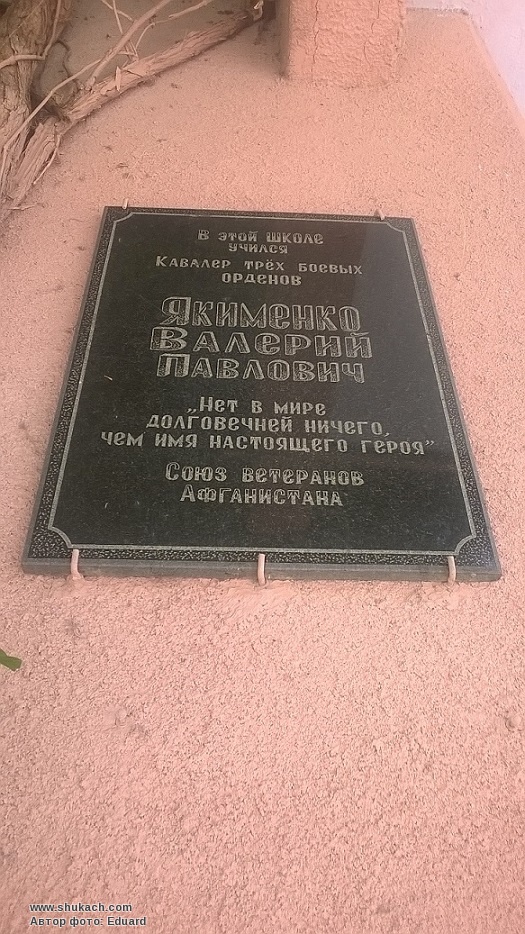 В этой школе
учился
Кавалер трёх боевых
орденов
Якименко
Валерий
Павлович
„Нет в мире
долговечней ничего,
чем имя настоящего героя”
Союз ветеранов
Афганистана
www.shukach.com
Автор фото: Eduard